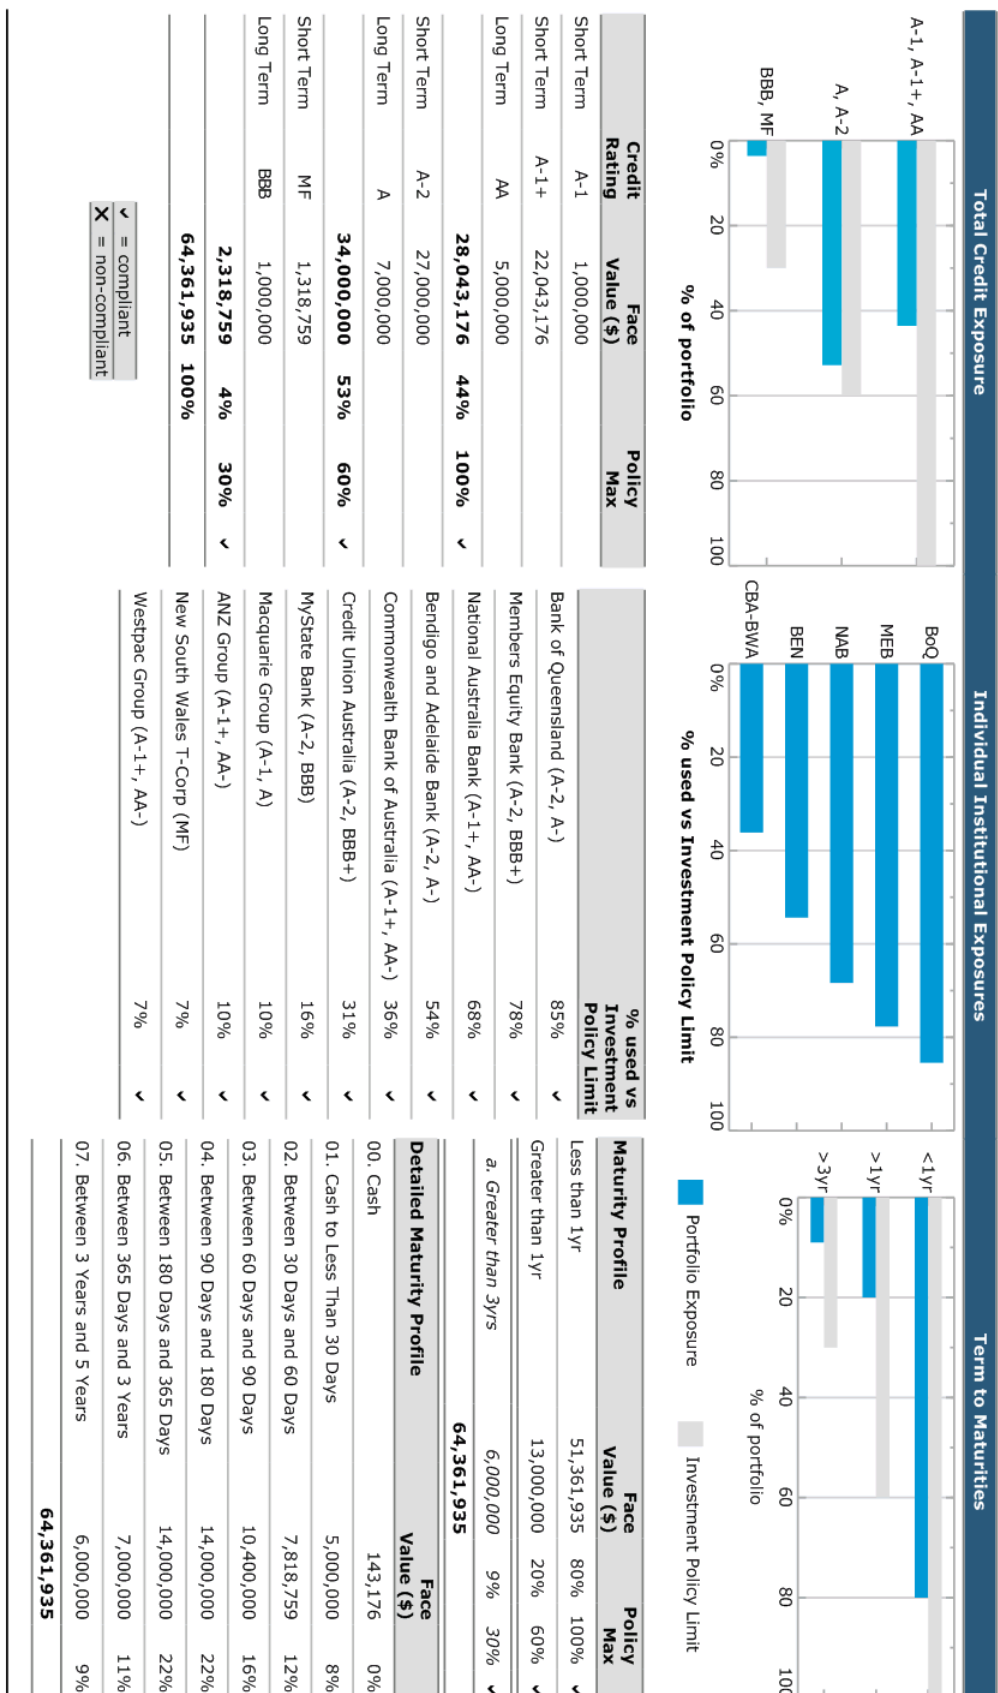 Total Credit Exposure
A-1, A-1+, AA
A, A-2
BBB, MF
0% 20 40 60 80 100
% of portfolio
Credit Rating Face Value ($) Policy Max
Short Term A-1 1,000,000
Short Term A-1+ 22,043,176
Long Term AA 5,000,000
28,043,176 44% 100% ✓
Short Term A-2 27,000,000
Long Term A 7,000,000
34,000,000 53% 60% ✓
Short Term MF 1,318,759
Long Term BBB 1,000,000
2,318,759 4% 30% ✓
64,361,935 100%
✓ = compliant
✗ = non-compliant
Individual Institutional Exposures
BoQ
MEB
NAB
BEN
CBA-BWA
0% 20 40 60 80 100
% used vs Investment Policy Limit
% used vs
Investment
Policy Limit
Bank of Queensland (A-2, A-) 85% ✓
Members Equity Bank (A-2, BBB+) 78% ✓
National Australia Bank (A-1+, AA-) 68% ✓
Bendigo and Adelaide Bank (A-2, A-) 54% ✓
Commonwealth Bank of Australia (A-1+, AA-) 36% ✓
Credit Union Australia (A-2, BBB+) 31% ✓
MyState Bank (A-2, BBB) 16% ✓
Macquarie Group (A-1, A) 10% ✓
ANZ Group (A-1+, AA-) 10% ✓
New South Wales T-Corp (MF) 7% ✓
Westpac Group (A-1+, AA-) 7% ✓
Term to Maturities
<1yr
>1yr
>3yr
0% 20 40 60 80 100
% of portfolio
Portfolio Exposure Investment Policy Limit
Maturity Profile Face Value ($) Policy Max
Less than 1yr 51,361,935 80% 100% ✓
Greater than 1yr 13,000,000 20% 60% ✓
a. Greater than 3yrs 6,000,000 9% 30% ✓
64,361,935
Detailed Maturity Profile Face Value ($)
00. Cash 143,176 0%
01. Cash to Less Than 30 Days 5,000,000 8%
02. Between 30 Days and 60 Days 7,818,759 12%
03. Between 60 Days and 90 Days 10,400,000 16%
04. Between 90 Days and 180 Days 14,000,000 22%
05. Between 180 Days and 365 Days 14,000,000 22%
06. Between 365 Days and 3 Years 7,000,000 11%
07. Between 3 Years and 5 Years 6,000,000 9%
64,361,935